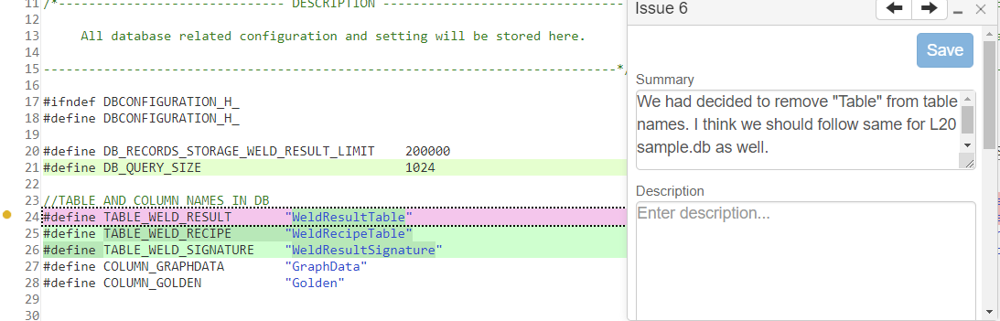 11 /*------------------------------ DESCRIPTION --------------------------------
12
13 All database related configuration and setting will be stored here.
14
15 ----------------------------------------------------------------------------*/
16
17 #ifndef DBCONFIGURATION_H_
18 #define DBCONFIGURATION_H_
19
20 #define DB_RECORDS_STORAGE_WELD_RESULT_LIMIT 200000
21 #define DB_QUERY_SIZE 1024
22
23 //TABLE AND COLUMN NAMES IN DB
24 #define TABLE_WELD_RESULT "WeldResultTable"
25 #define TABLE_WELD_RECIPE "WeldRecipeTable"
26 #define TABLE_WELD_SIGNATURE "WeldResultSignature"
27 #define COLUMN_GRAPHDATA "GraphData"
28 #define COLUMN_GOLDEN "Golden"
29
30
Issue 6
Save
Summary
We had decided to remove "Table" from table
names. I think we should follow same for L20
sample.db as well.
Description
Enter description...